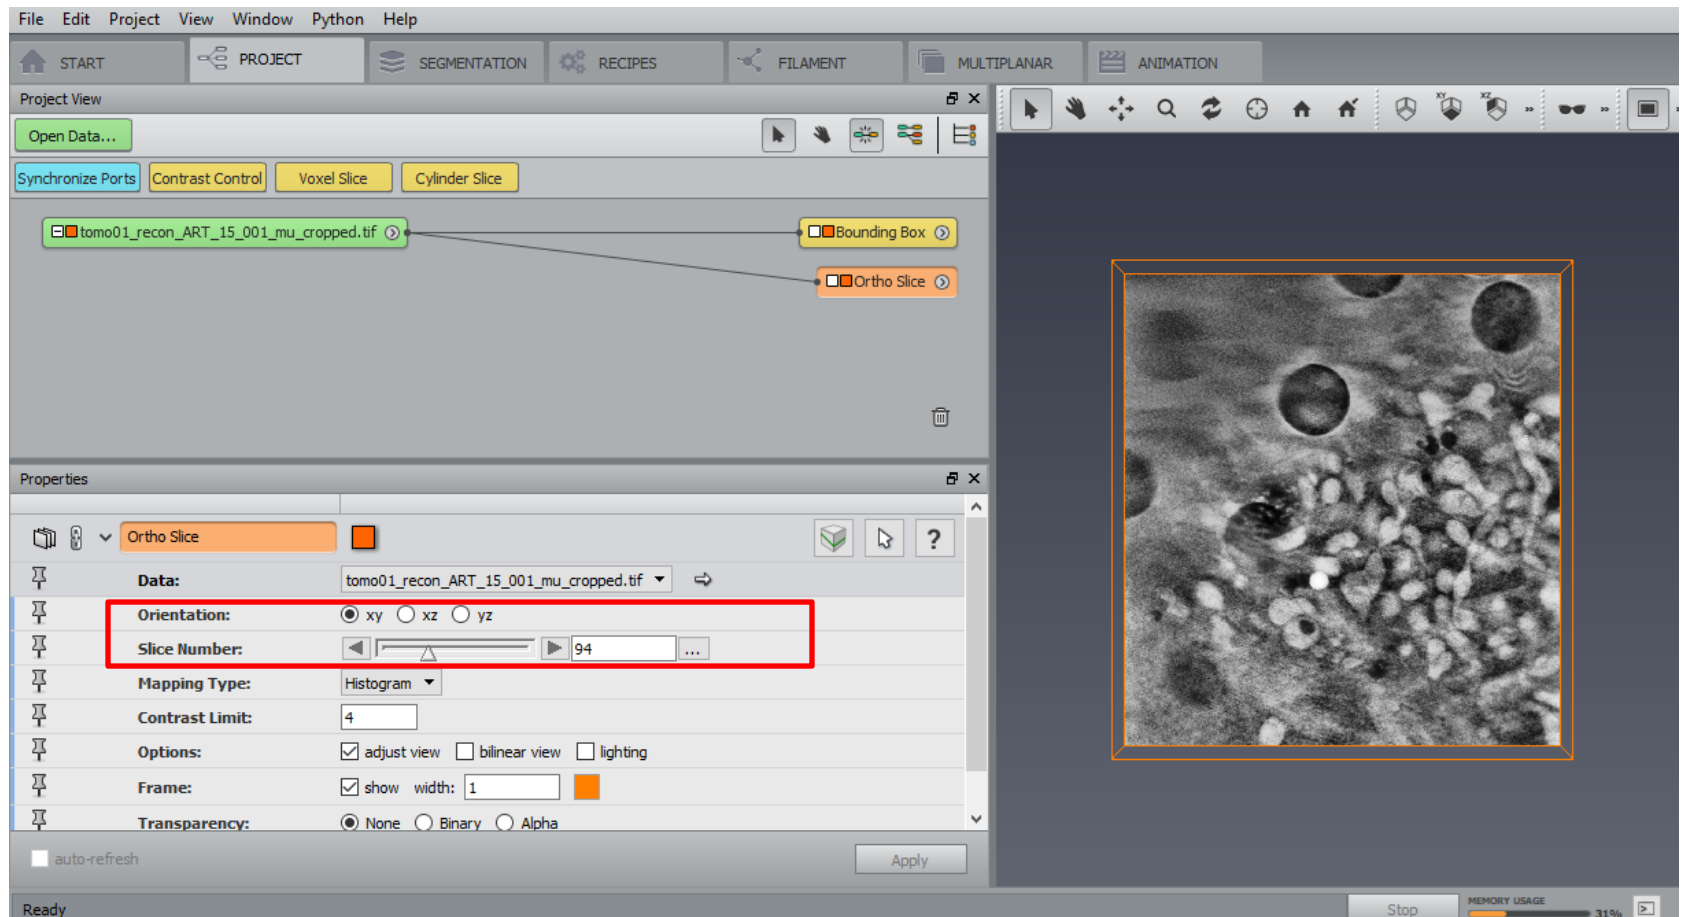 File Edit Project View Window Python Help
START PROJECT SEGMENTATION RECIPES FILAMENT MULTIPLANAR ANIMATION
Project View
XY XZ » »
Open Data...
Synchronize Ports Contrast Control Voxel Slice Cylinder Slice
tomo01_recon_ART_15_001_mu_cropped.tif Bounding Box
Ortho Slice
Properties
Ortho Slice ?
Data: tomo01_recon_ART_15_001_mu_cropped.tif
Orientation: xy xz yz
Slice Number: 94 ...
Mapping Type: Histogram
Contrast Limit: 4
Options: adjust view bilinear view lighting
Frame: show width: 1
Transparency: None Binary Alpha
auto-refresh Apply
Ready Stop MEMORY USAGE 31%